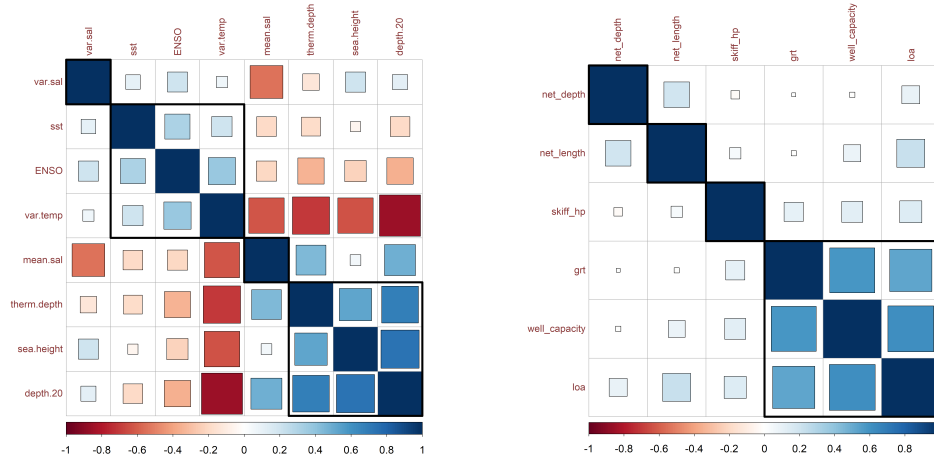 var.sal
sst
ENSO
var.temp
mean.sal
therm.depth
sea.height
depth.20
var.sal
sst
ENSO
var.temp
mean.sal
therm.depth
sea.height
depth.20
-1 -0.8 -0.6 -0.4 -0.2 0 0.2 0.4 0.6 0.8 1
net_depth
net_length
skiff_hp
grt
well_capacity
loa
net_depth
net_length
skiff_hp
grt
well_capacity
loa
-1 -0.8 -0.6 -0.4 -0.2 0 0.2 0.4 0.6 0.8